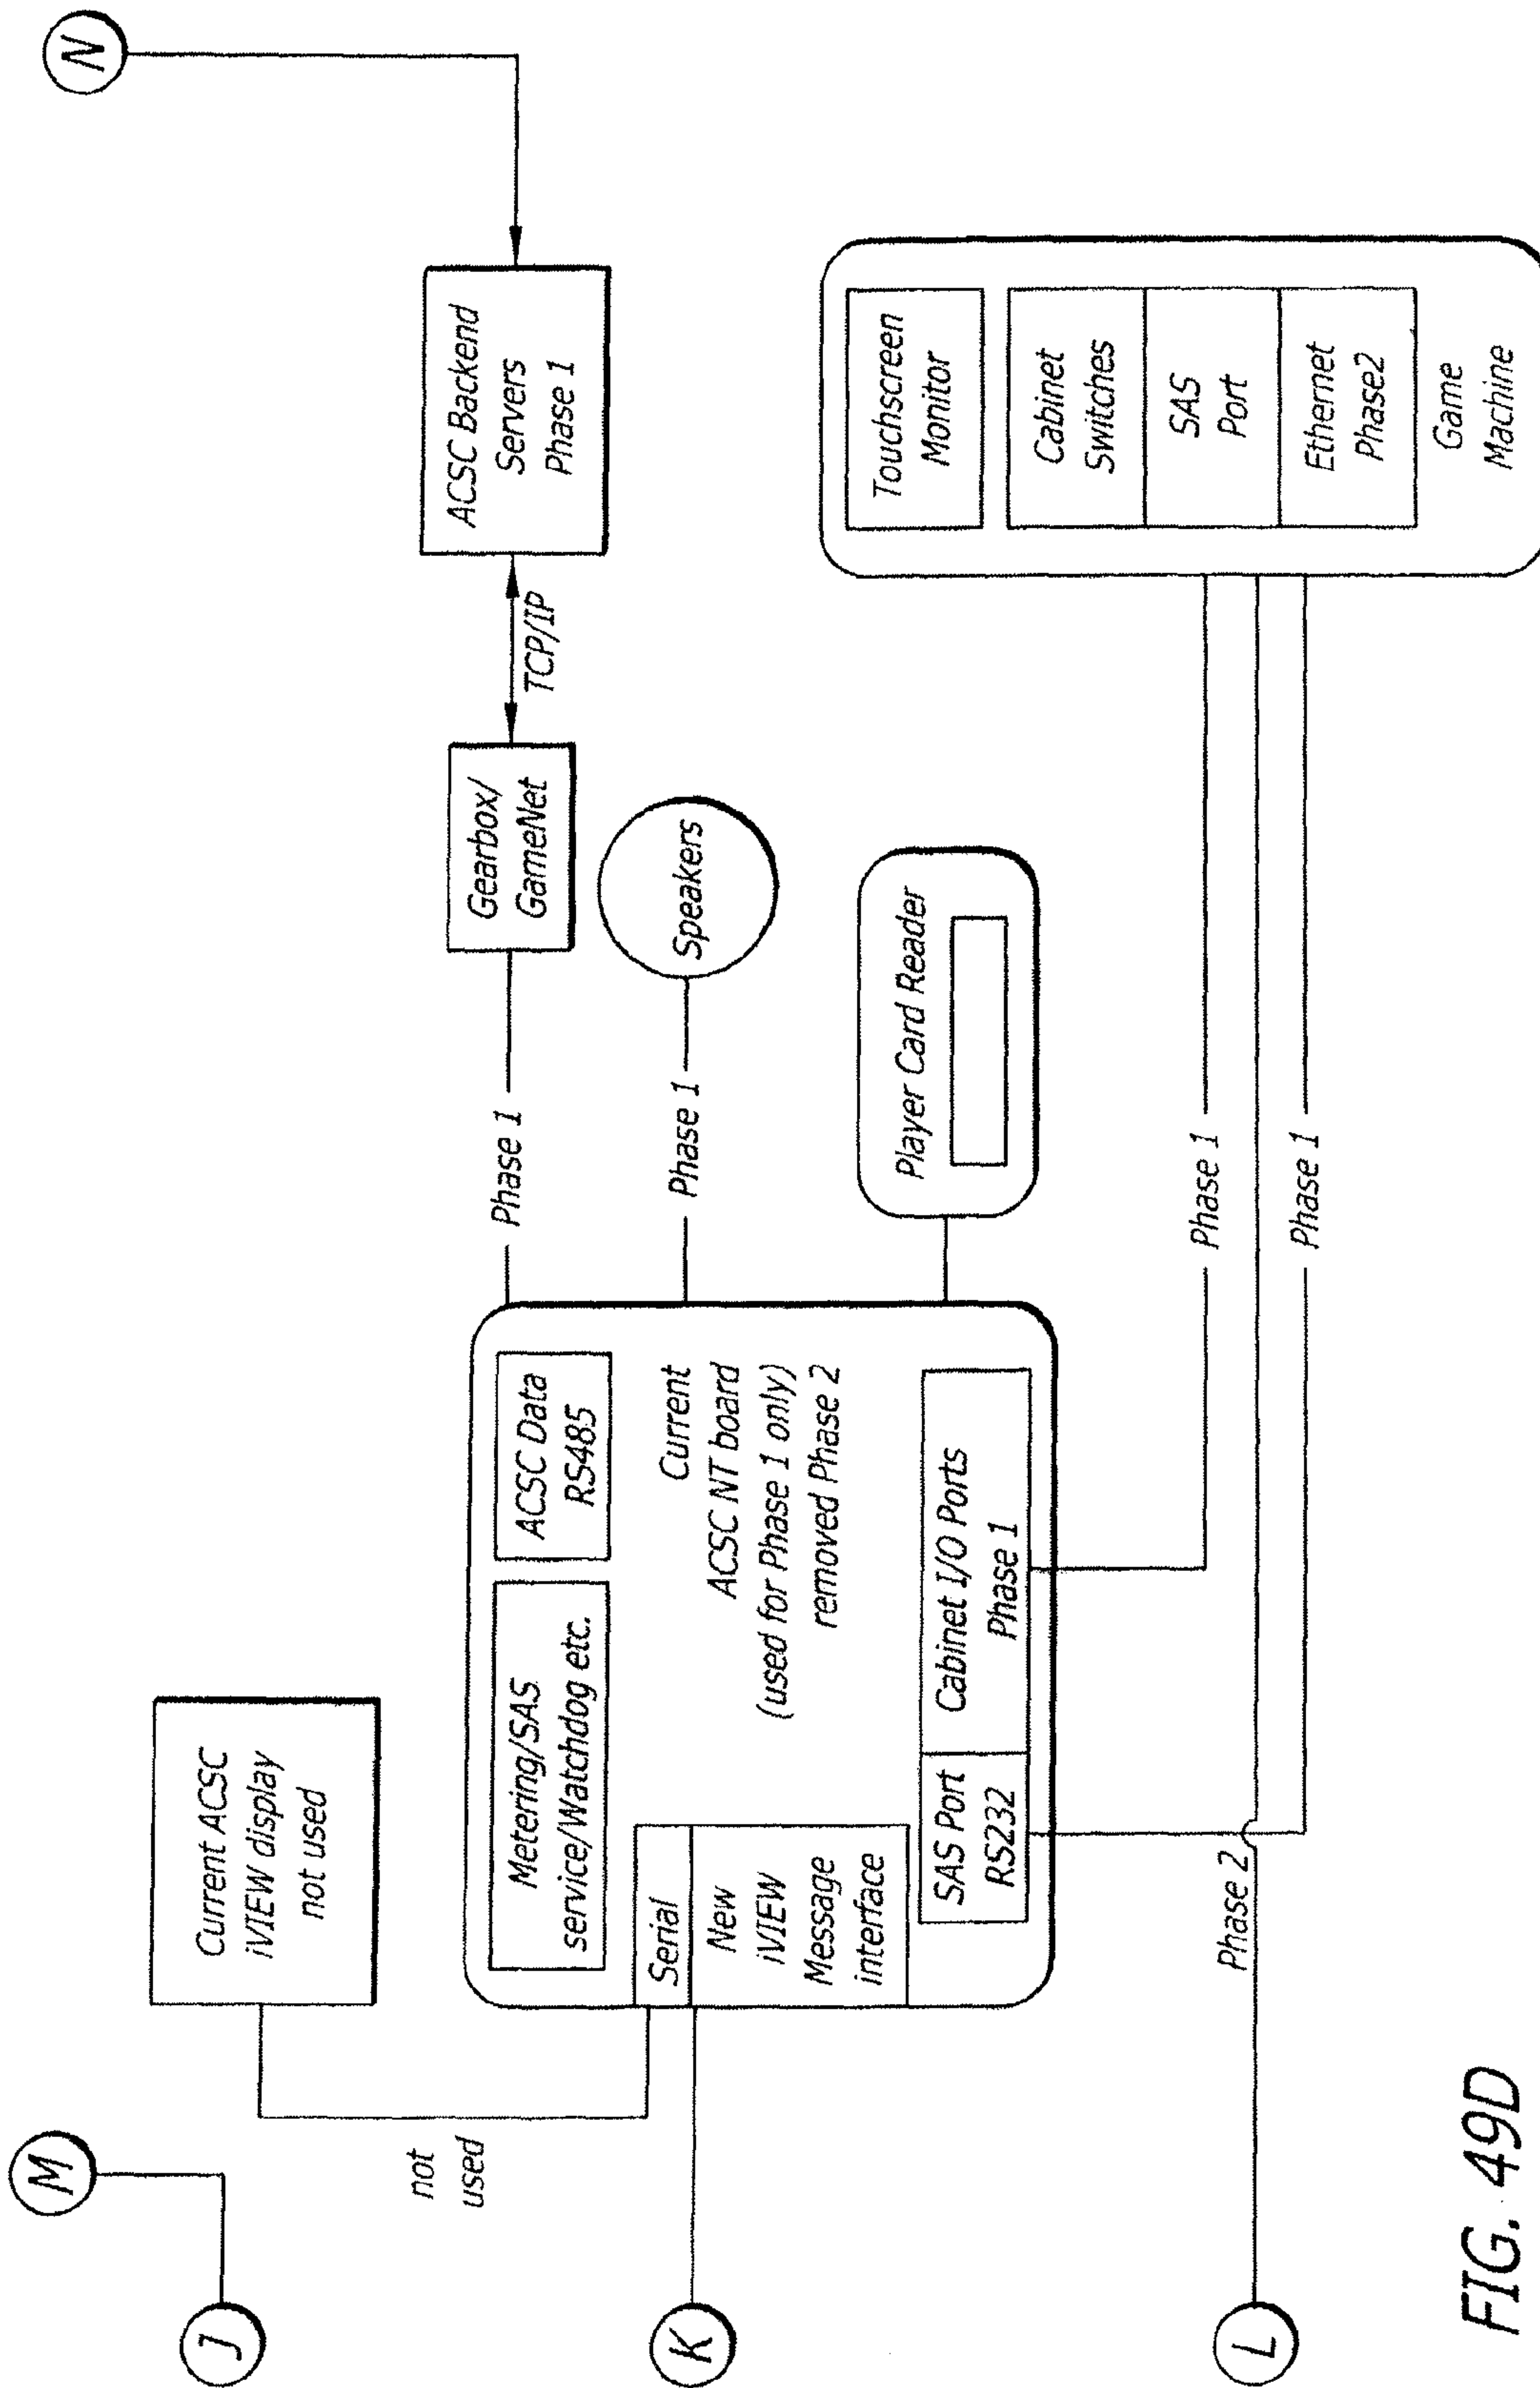 M
N
J
Current ACSC
iVIEW display
not used
not
used
ACSC Backend
Servers
Phase 1
TCP/IP
Gearbox/
GameNet
Phase 1
Speakers
Phase 1
Metering/SAS
service/Watchdog etc.
ACSC Data
RS485
Current
ACSC NT board
(used for Phase 1 only)
removed Phase 2
Serial
New
iVIEW
Message
interface
K
SAS Port
RS232
Cabinet I/O Ports
Phase 1
Player Card Reader
Touchscreen
Monitor
Cabinet
Switches
SAS
Port
Ethernet
Phase2
Game
Machine
Phase 1
Phase 2
Phase 1
L
FIG. 49D